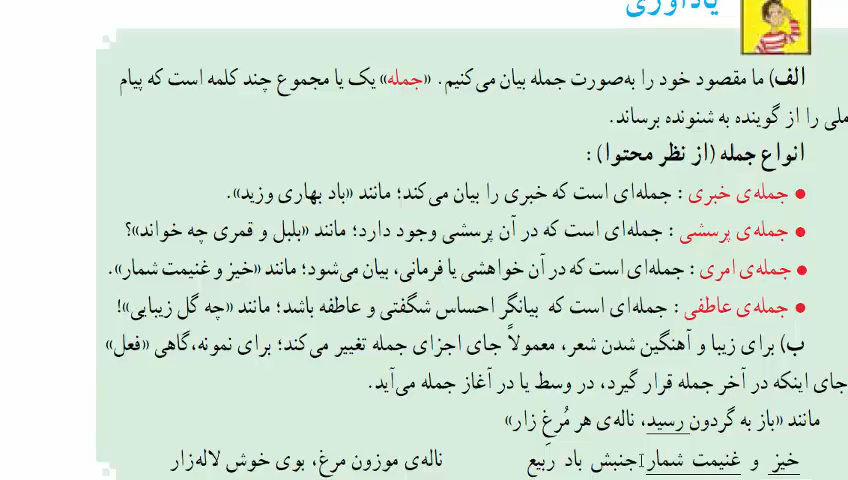 یادآوری
الف) ما مقصود خود را به‌صورت جمله بیان می‌کنیم. «جمله» یک یا مجموع چند کلمه است که پیام
ملی را از گوینده به شنونده برساند.
انواع جمله (از نظر محتوا) :
● جمله‌ی خبری : جمله‌ای است که خبری را بیان می‌کند؛ مانند «باد بهاری وزید».
● جمله‌ی پرسشی : جمله‌ای است که در آن پرسشی وجود دارد؛ مانند «بلبل و قمری چه خواند»؟
● جمله‌ی امری : جمله‌ای است که در آن خواهشی یا فرمانی، بیان می‌شود؛ مانند «خیز و غنیمت شمار».
● جمله‌ی عاطفی : جمله‌ای است که بیانگر احساس شگفتی و عاطفه باشد؛ مانند «چه گل زیبایی»!
ب) برای زیبا و آهنگین شدن شعر، معمولاً جای اجزای جمله تغییر می‌کند؛ برای نمونه، گاهی «فعل»
جای اینکه در آخر جمله قرار گیرد، در وسط یا در آغاز جمله می‌آید.
مانند «باز به گردون رسید، ناله‌ی هر مُرغِ زار»
خیز و غنیمت شمار جنبش باد رَبیع ناله‌ی موزون مرغ، بوی خوش لاله‌زار